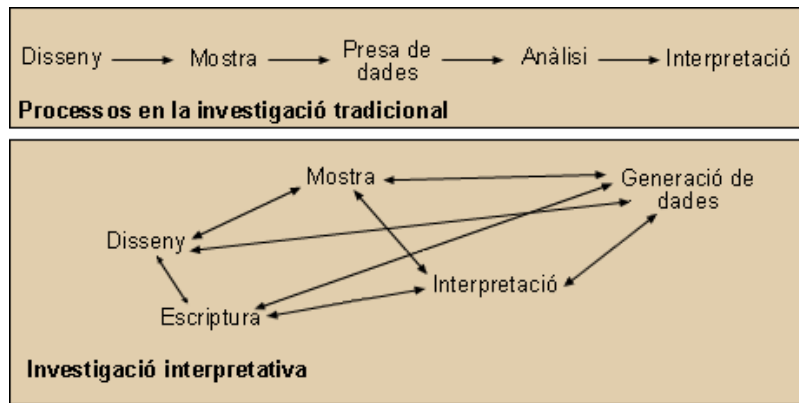 Disseny Mostra Presa de dades Anàlisi Interpretació
Processos en la investigació tradicional
Mostra
Generació de
dades
Disseny
Interpretació
Escriptura
Investigació interpretativa